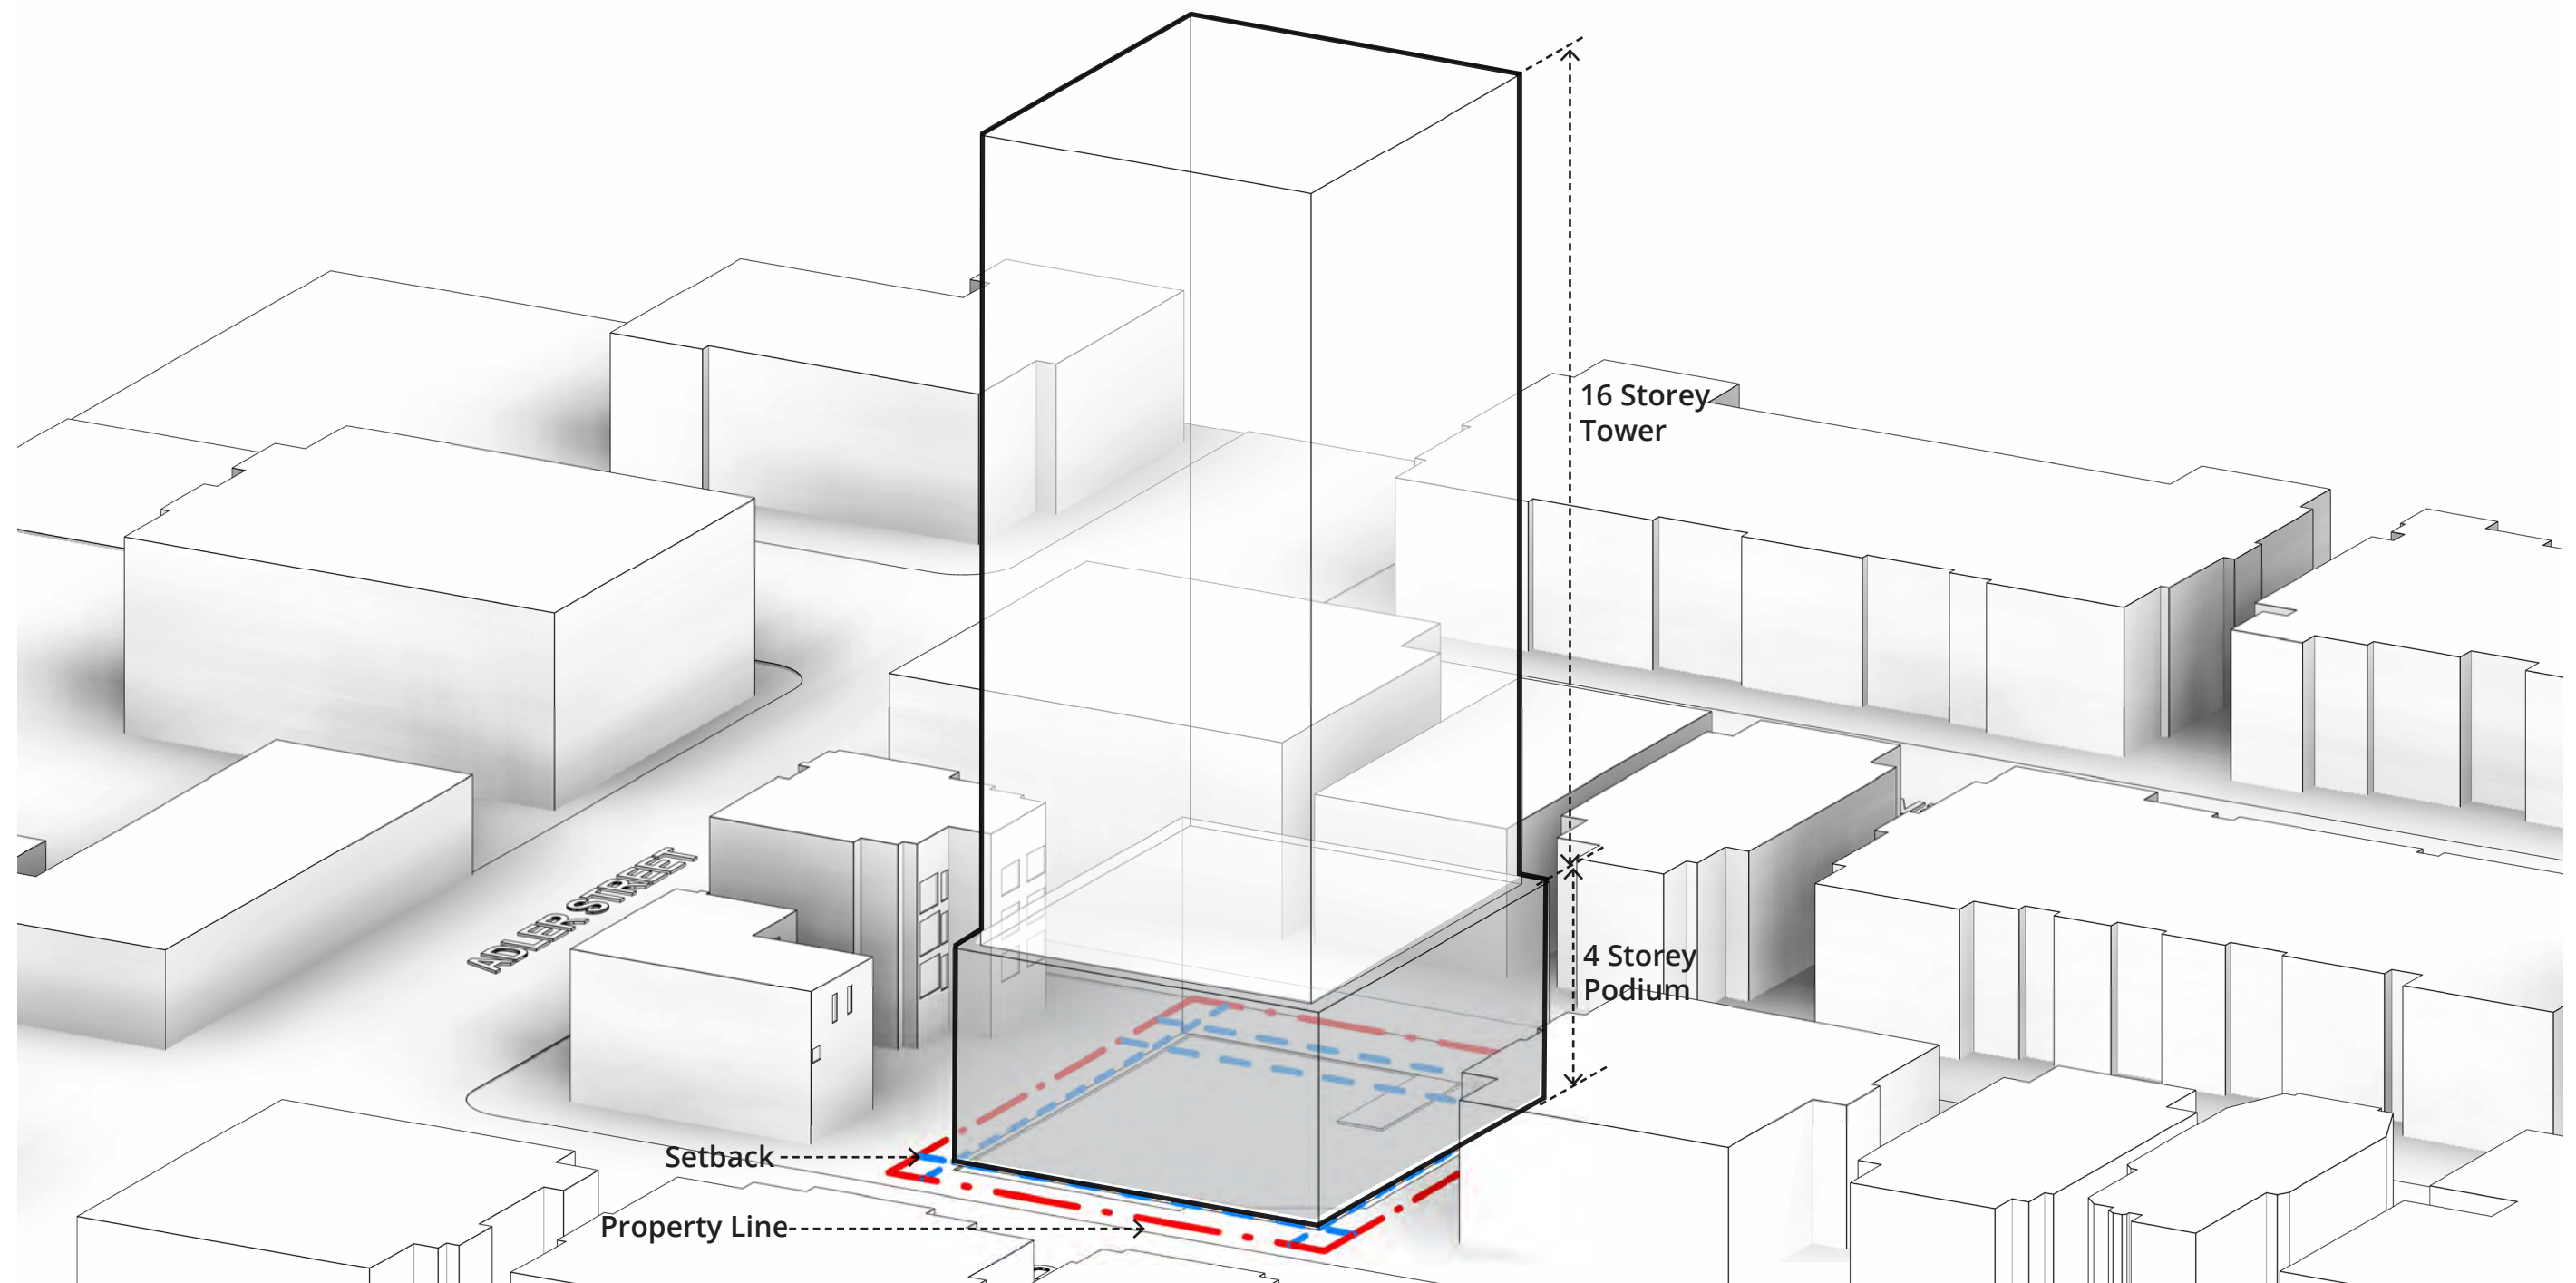 16 Storey
Tower
ADLER STREET
4 Storey
Podium
Setback
Property Line